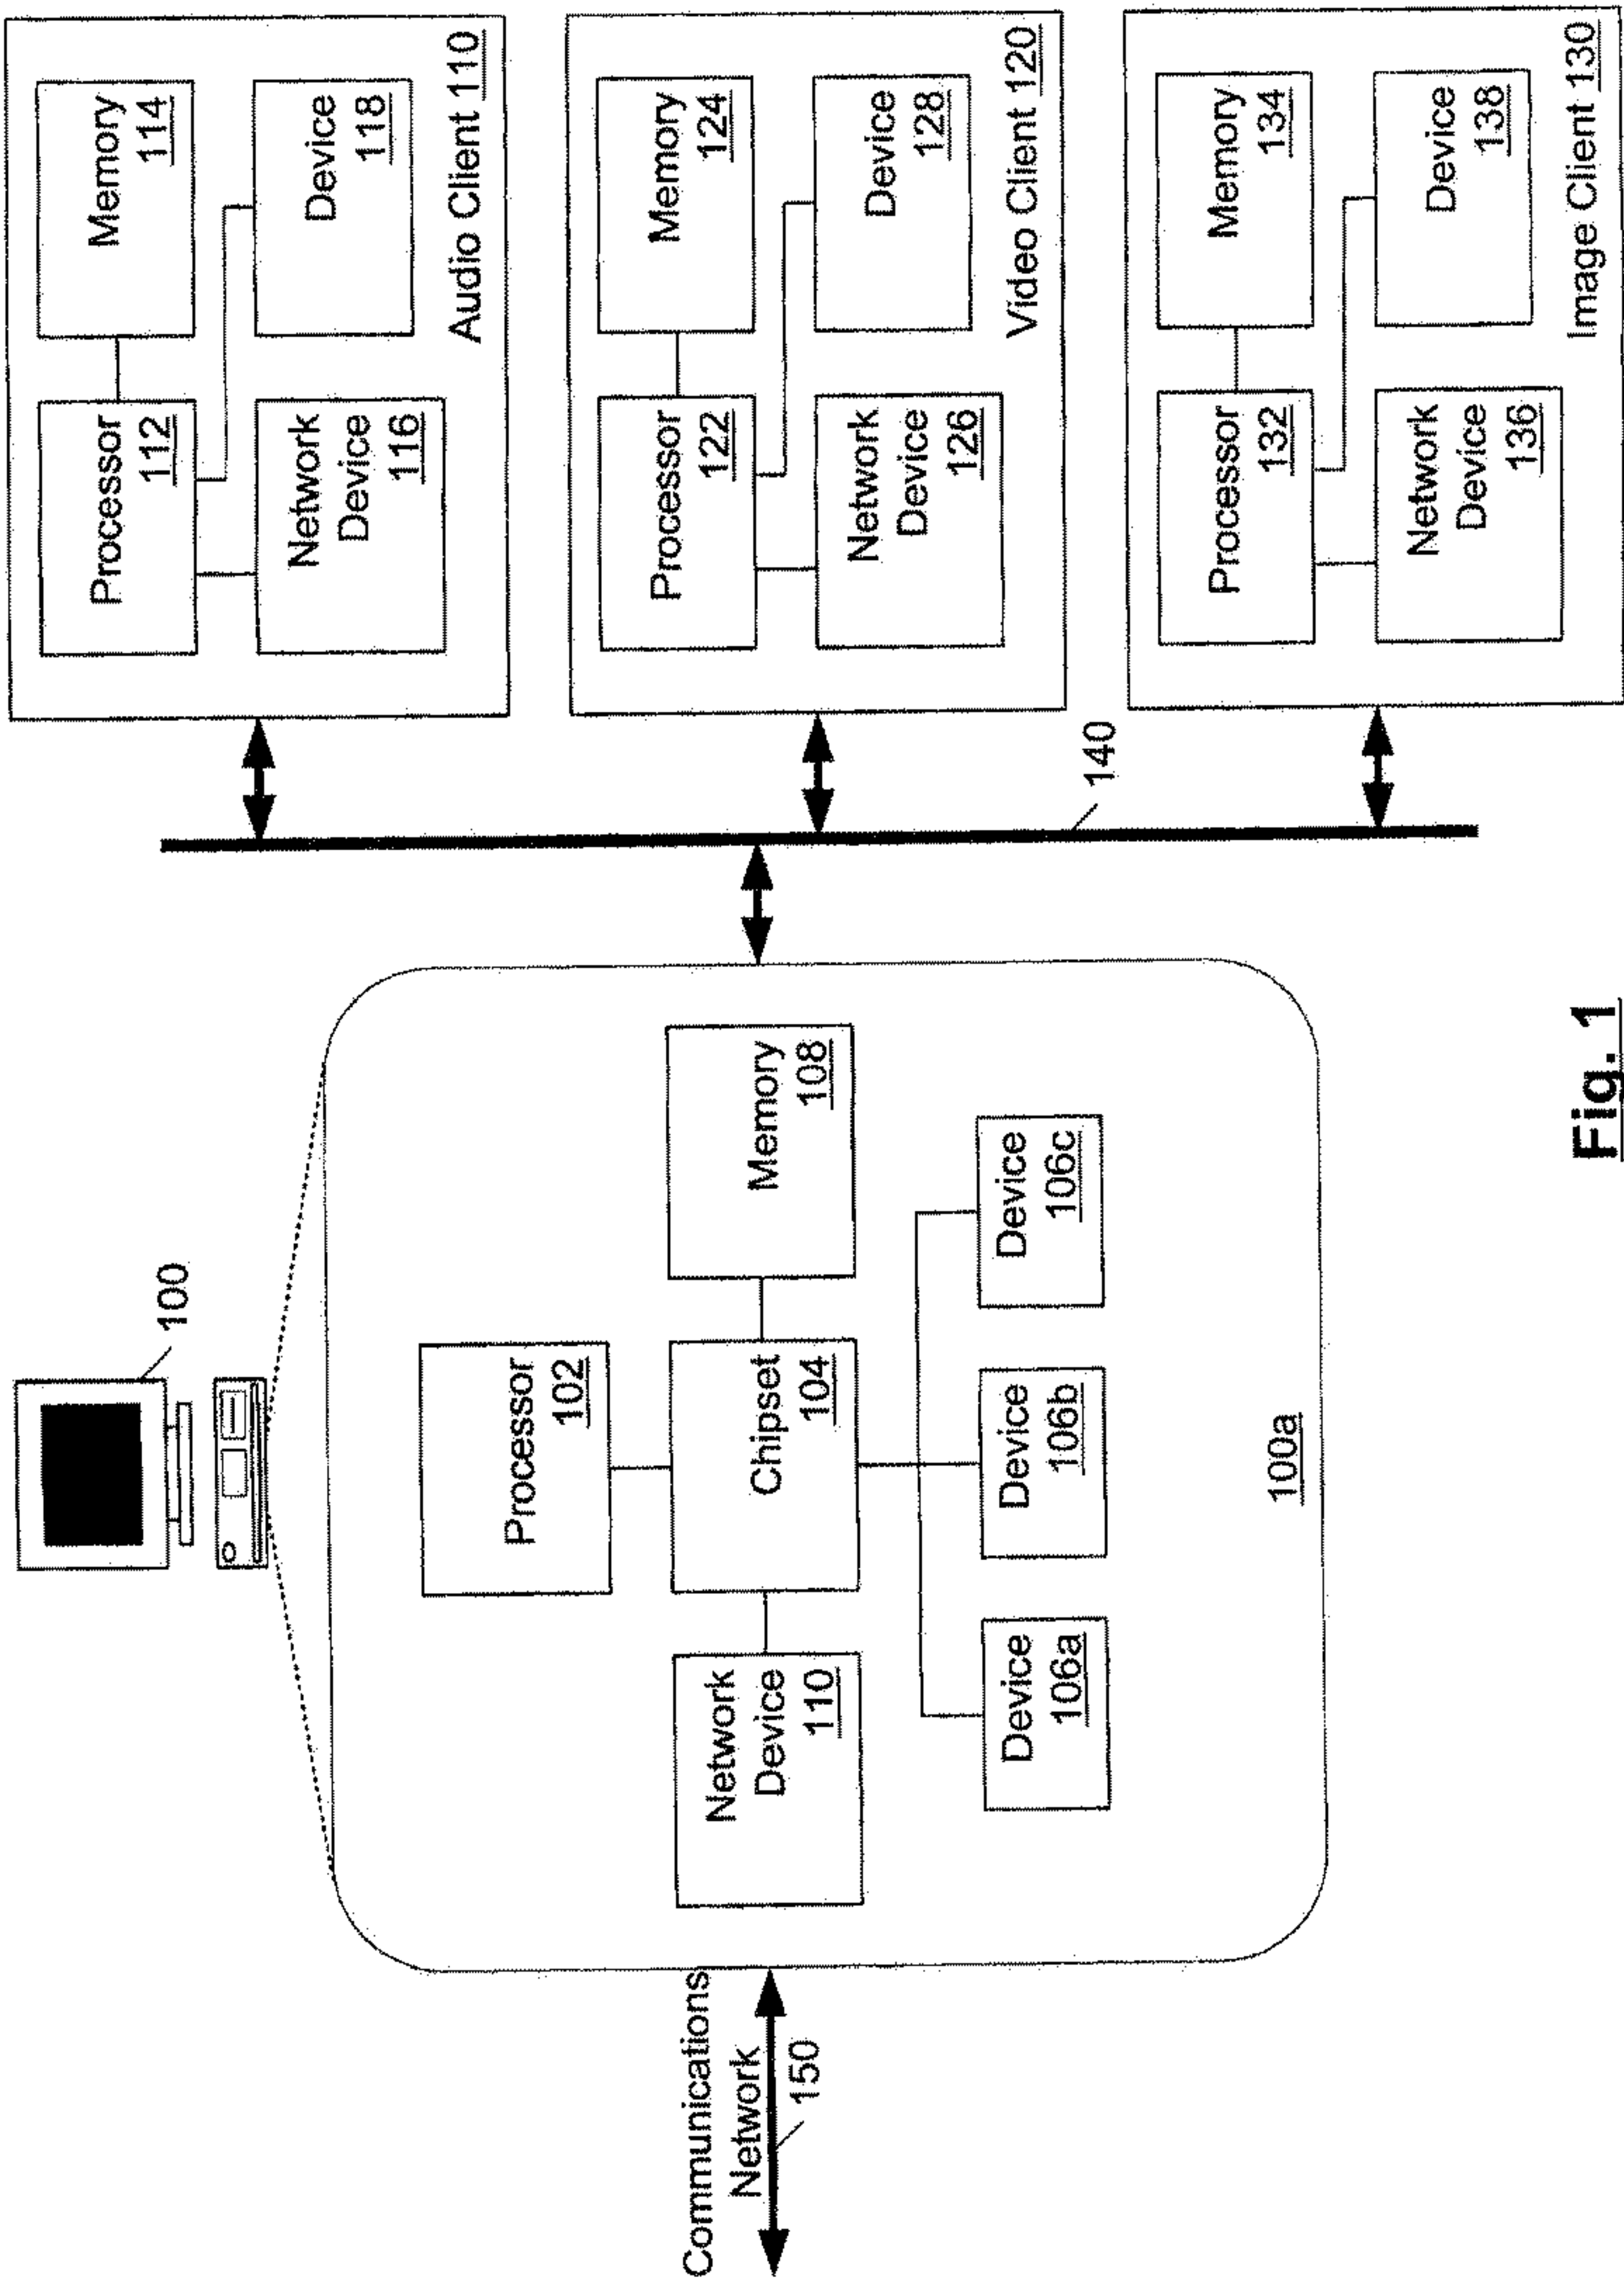 100
Communications
Network
150
Network
Device
110
Processor
102
Chipset
104
Memory
108
Device
106a
Device
106b
Device
106c
100a
140
Processor
112
Memory
114
Network
Device
116
Device
118
Audio Client 110
Processor
122
Memory
124
Network
Device
126
Device
128
Video Client 120
Processor
132
Memory
134
Network
Device
136
Device
138
Image Client 130
Fig. 1